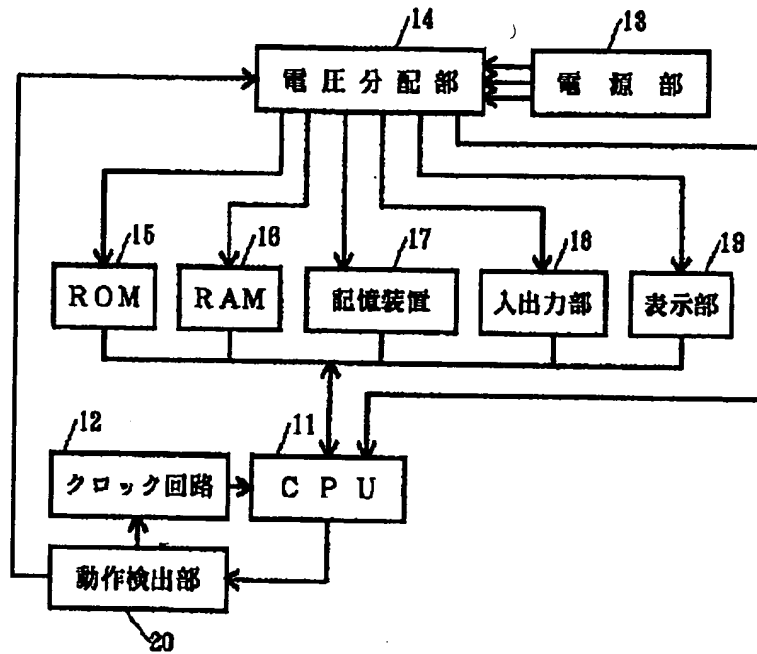 14
13
電圧分配部
電源部
15
16
17
18
19
ROM
RAM
記憶装置
入出力部
表示部
12
11
クロック回路
CPU
動作検出部
20